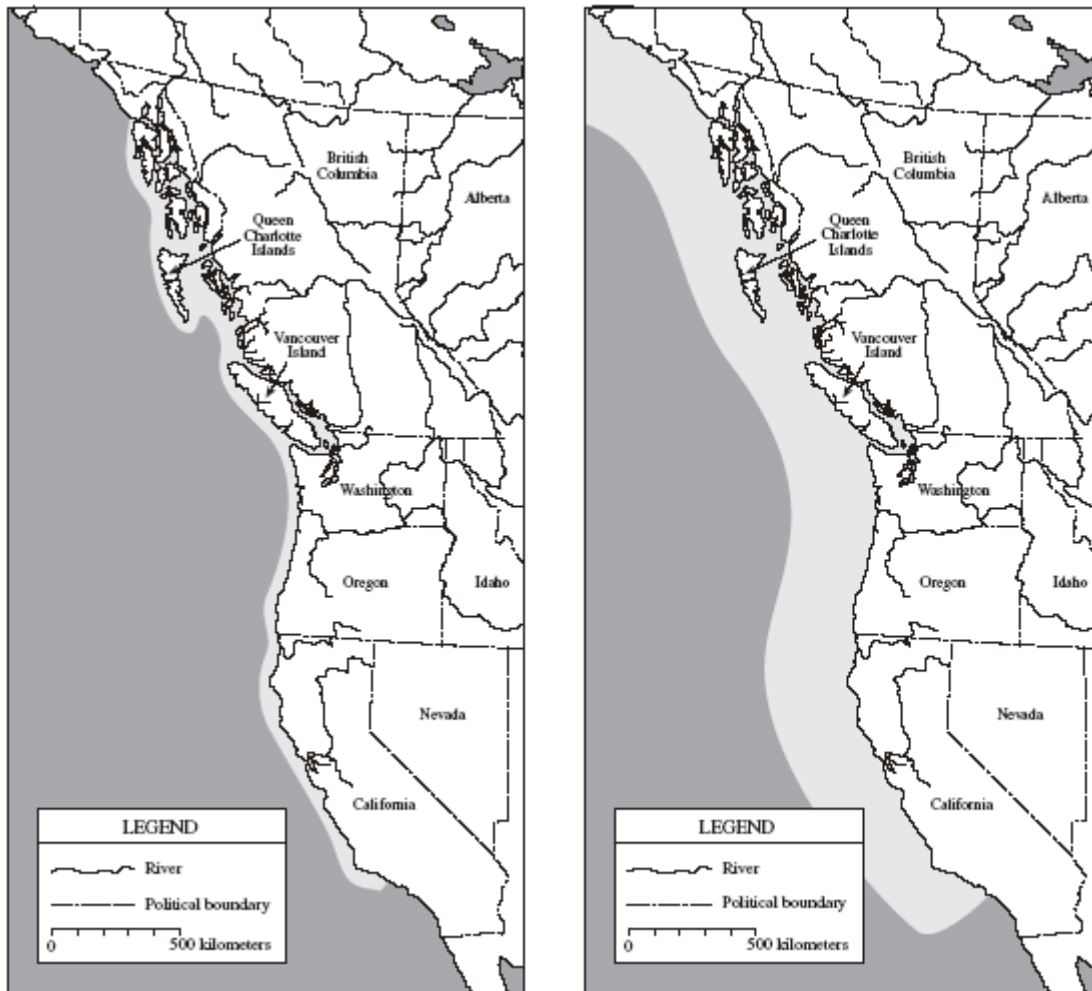 British
Columbia
Alberta
Queen
Charlotte
Islands
Vancouver
Island
Washington
Oregon
Idaho
Nevada
California
LEGEND
River
Political boundary
0 500 kilometers
British
Columbia
Alberta
Queen
Charlotte
Islands
Vancouver
Island
Washington
Oregon
Idaho
Nevada
California
LEGEND
River
Political boundary
0 500 kilometers